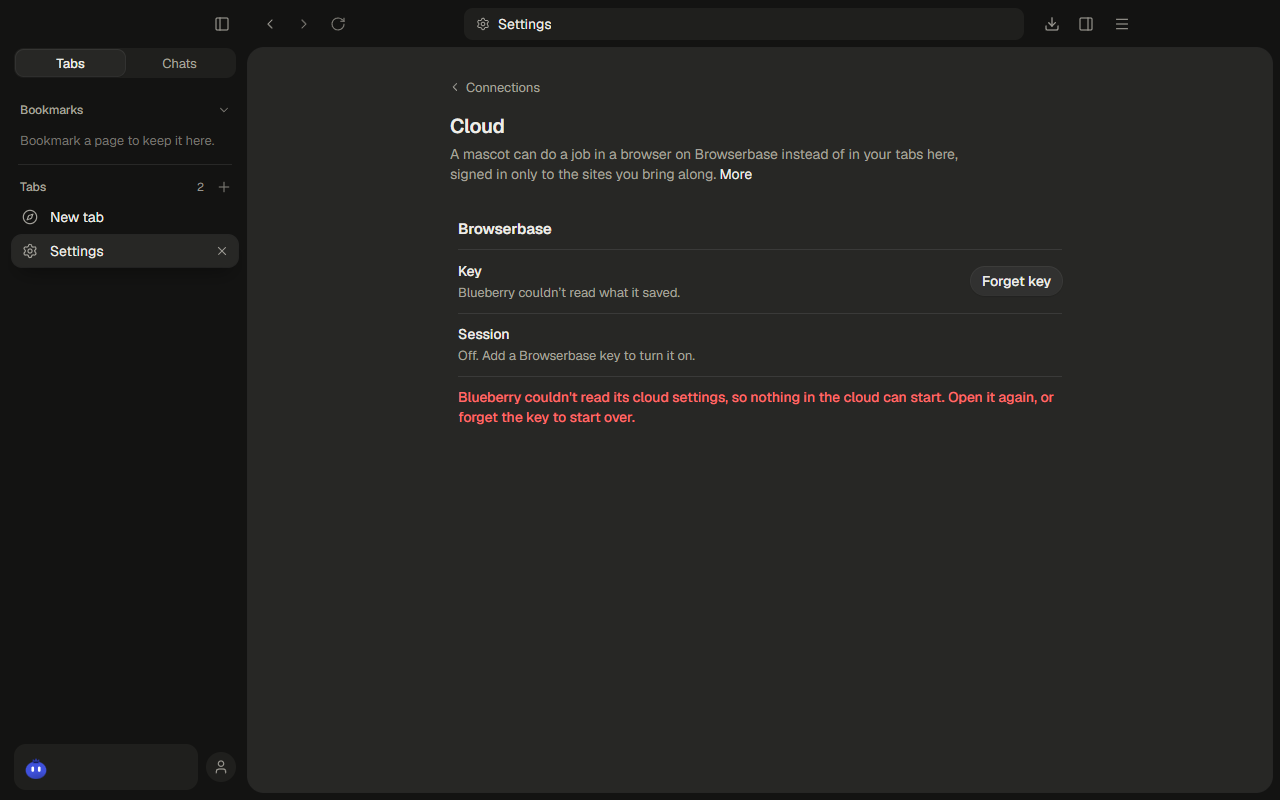 Settings
Tabs
Chats
Bookmarks
Bookmark a page to keep it here.
Tabs 2
New tab
Settings
Connections
Cloud
A mascot can do a job in a browser on Browserbase instead of in your tabs here,
signed in only to the sites you bring along. More
Browserbase
Key
Blueberry couldn't read what it saved.
Forget key
Session
Off. Add a Browserbase key to turn it on.
Blueberry couldn't read its cloud settings, so nothing in the cloud can start. Open it again, or
forget the key to start over.